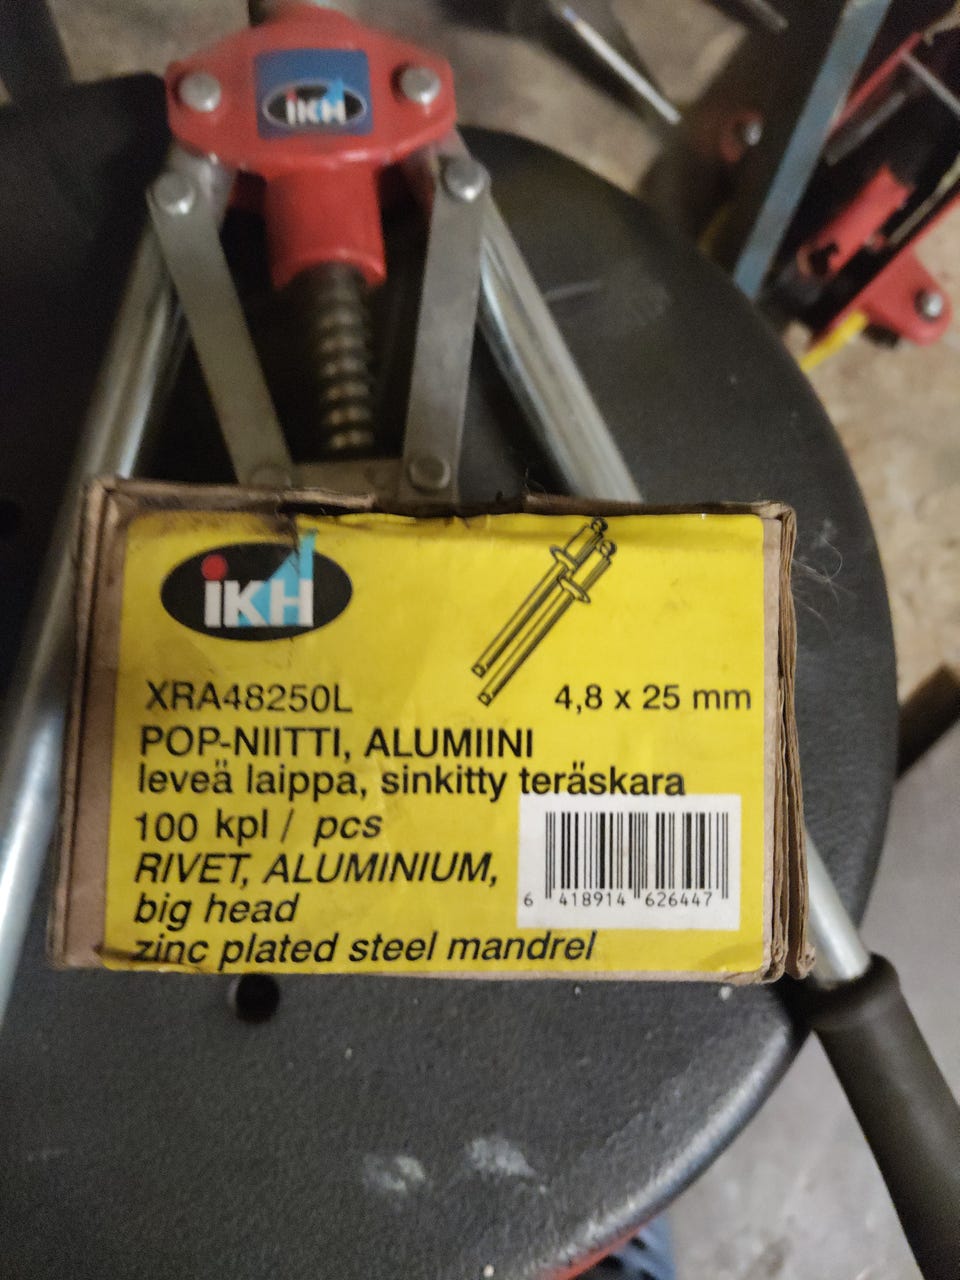 iKH
iKH
XRA48250L
4,8 x 25 mm
POP-NIITTI, ALUMIINI
leveä laippa, sinkitty teräskara
100 kpl / pcs
RIVET, ALUMINIUM,
big head
zinc plated steel mandrel
6 418914 626447